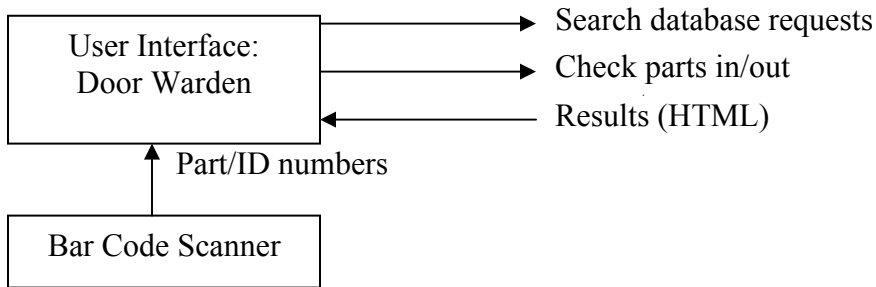 User Interface:
Door Warden
Search database requests
Check parts in/out
Results (HTML)
Part/ID numbers
Bar Code Scanner